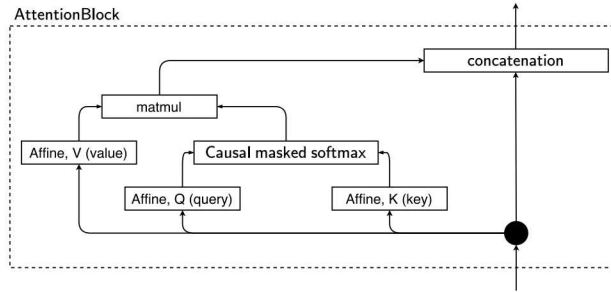 AttentionBlock
concatenation
matmul
Affine, V (value)
Causal masked softmax
Affine, Q (query)
Affine, K (key)